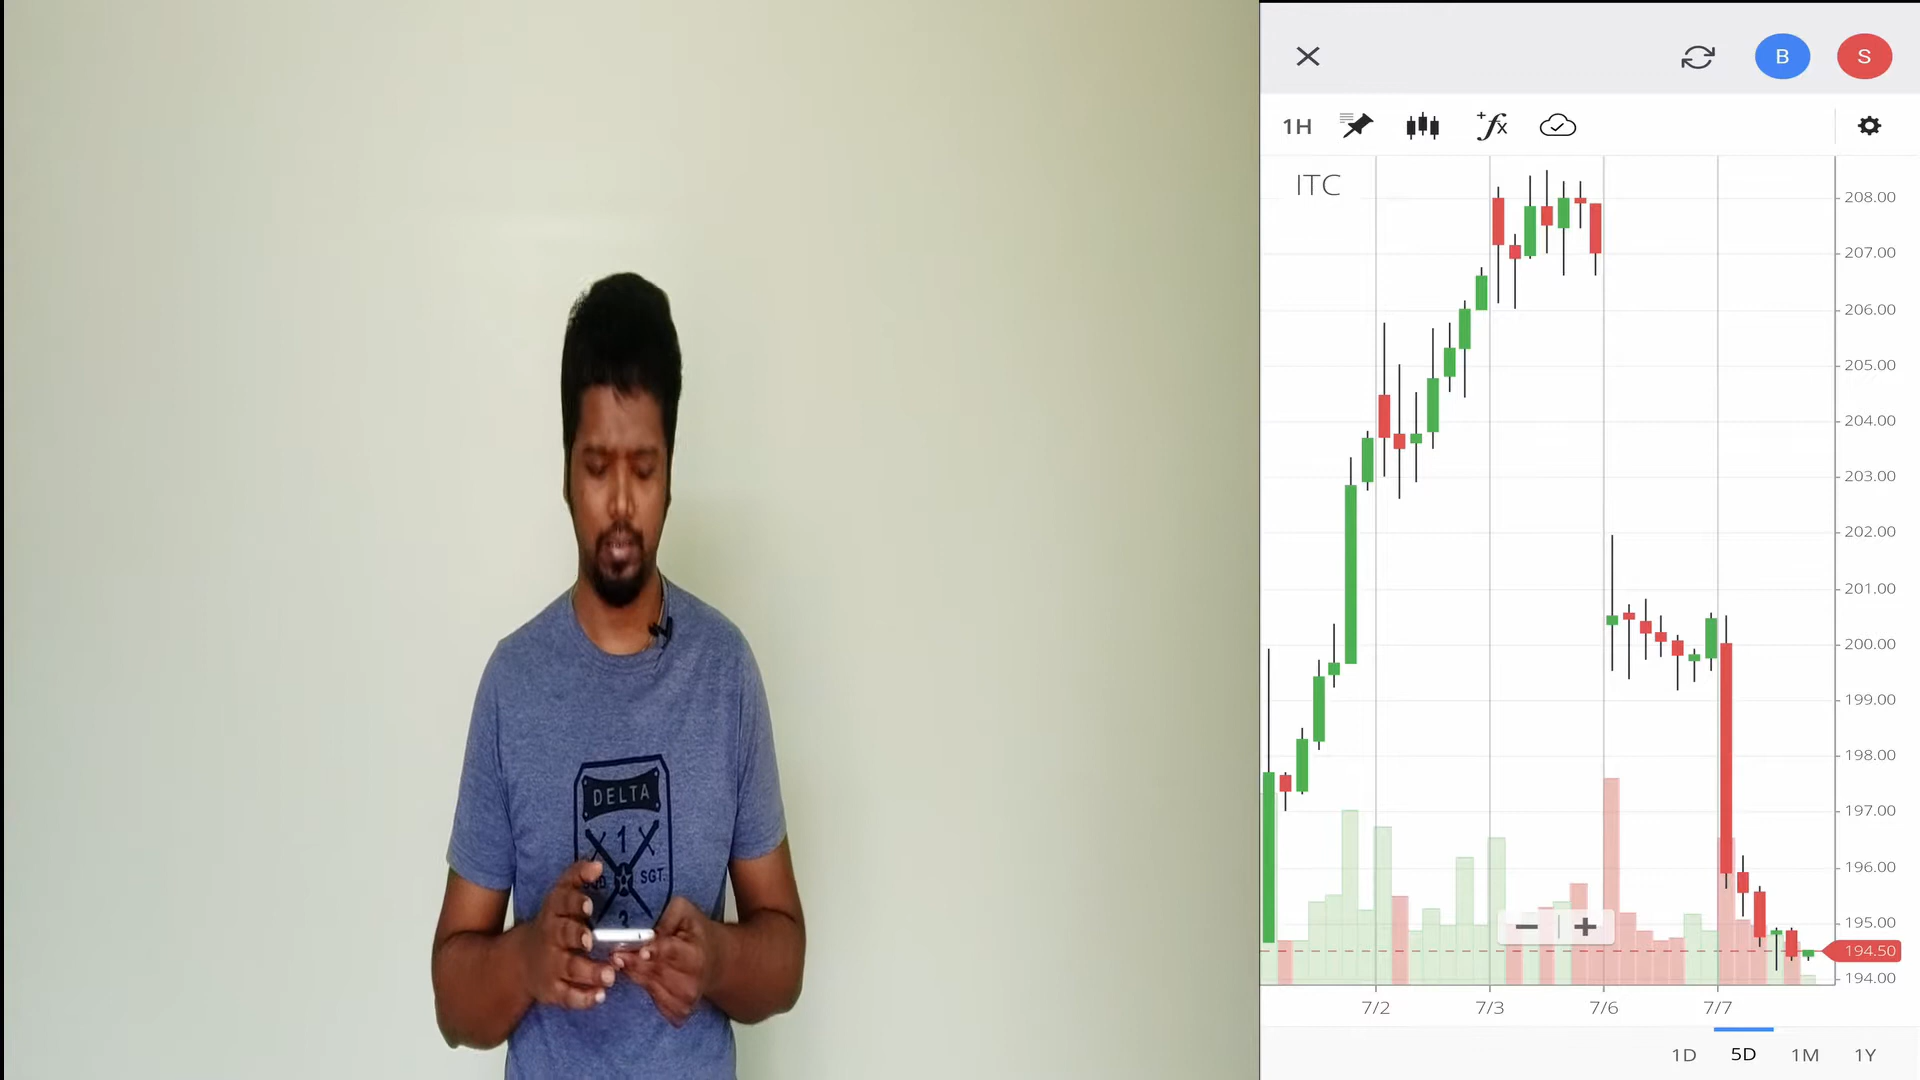 B
S
1H
fx
ITC
208.00
207.00
206.00
205.00
204.00
203.00
202.00
201.00
200.00
199.00
198.00
197.00
196.00
195.00
194.50
194.00
7/2
7/3
7/6
7/7
1D
5D
1M
1Y
DELTA
1
SGT.